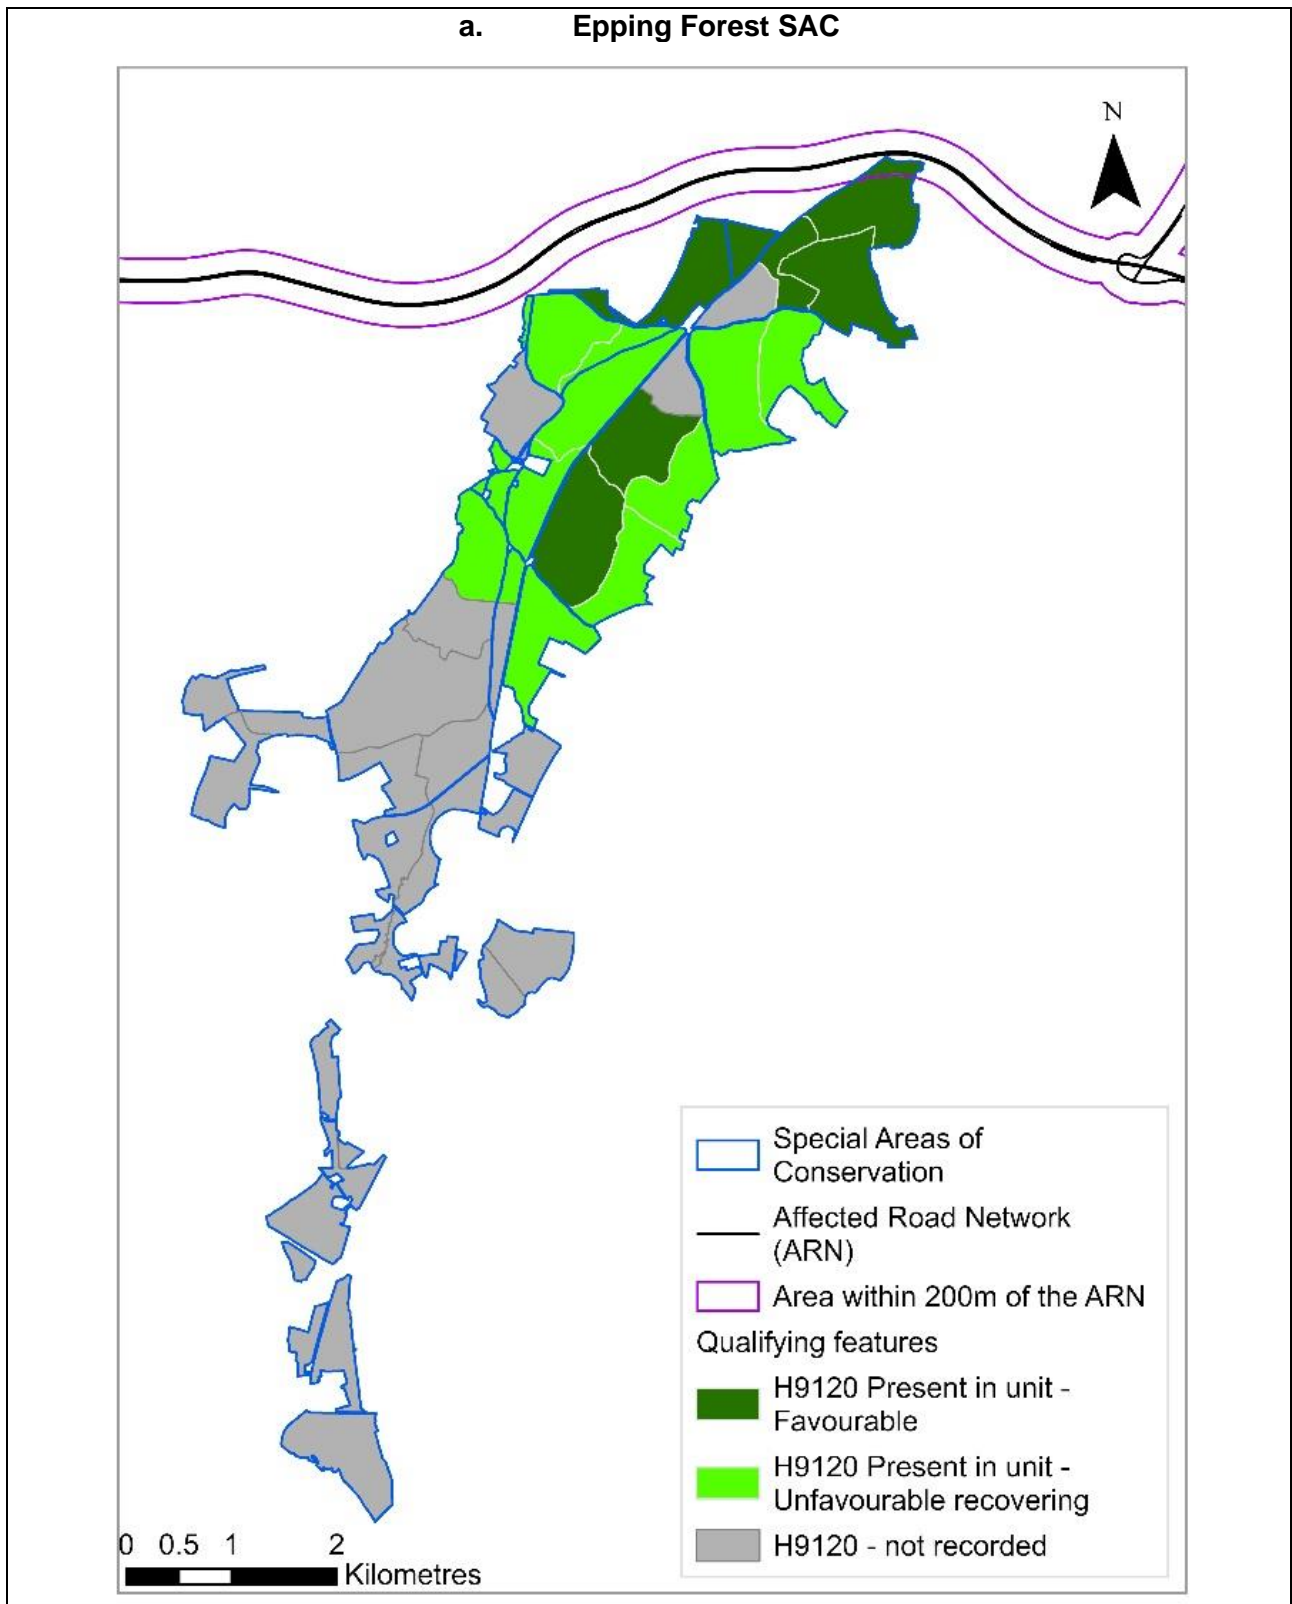 a. Epping Forest SAC
N
Special Areas of
Conservation
Affected Road Network
(ARN)
Area within 200m of the ARN
Qualifying features
H9120 Present in unit -
Favourable
H9120 Present in unit -
Unfavourable recovering
H9120 - not recorded
0 0.5 1 2
Kilometres